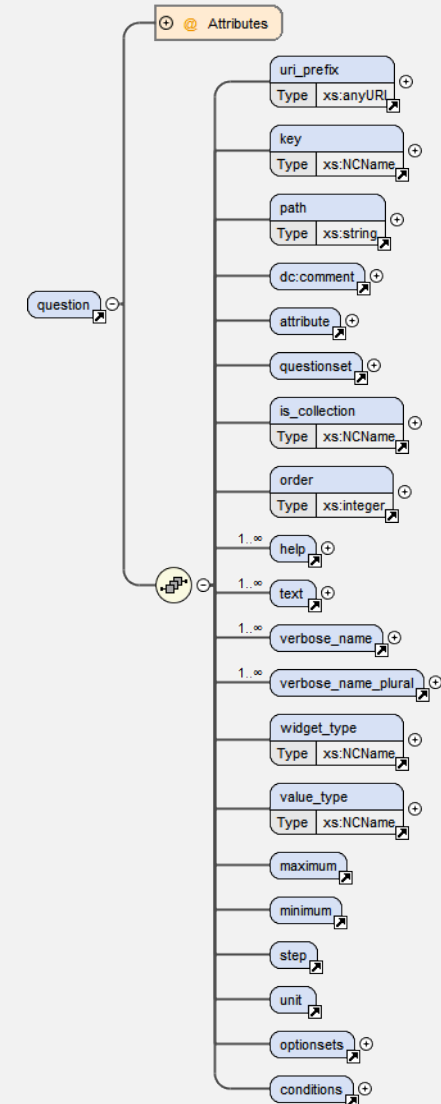 @ Attributes
uri_prefix
Type xs:anyURI
key
Type xs:NCName
path
Type xs:string
dc:comment
question
attribute
questionset
is_collection
Type xs:NCName
order
Type xs:integer
1..∞ help
1..∞ text
1..∞ verbose_name
1..∞ verbose_name_plural
widget_type
Type xs:NCName
value_type
Type xs:NCName
maximum
minimum
step
unit
optionsets
conditions